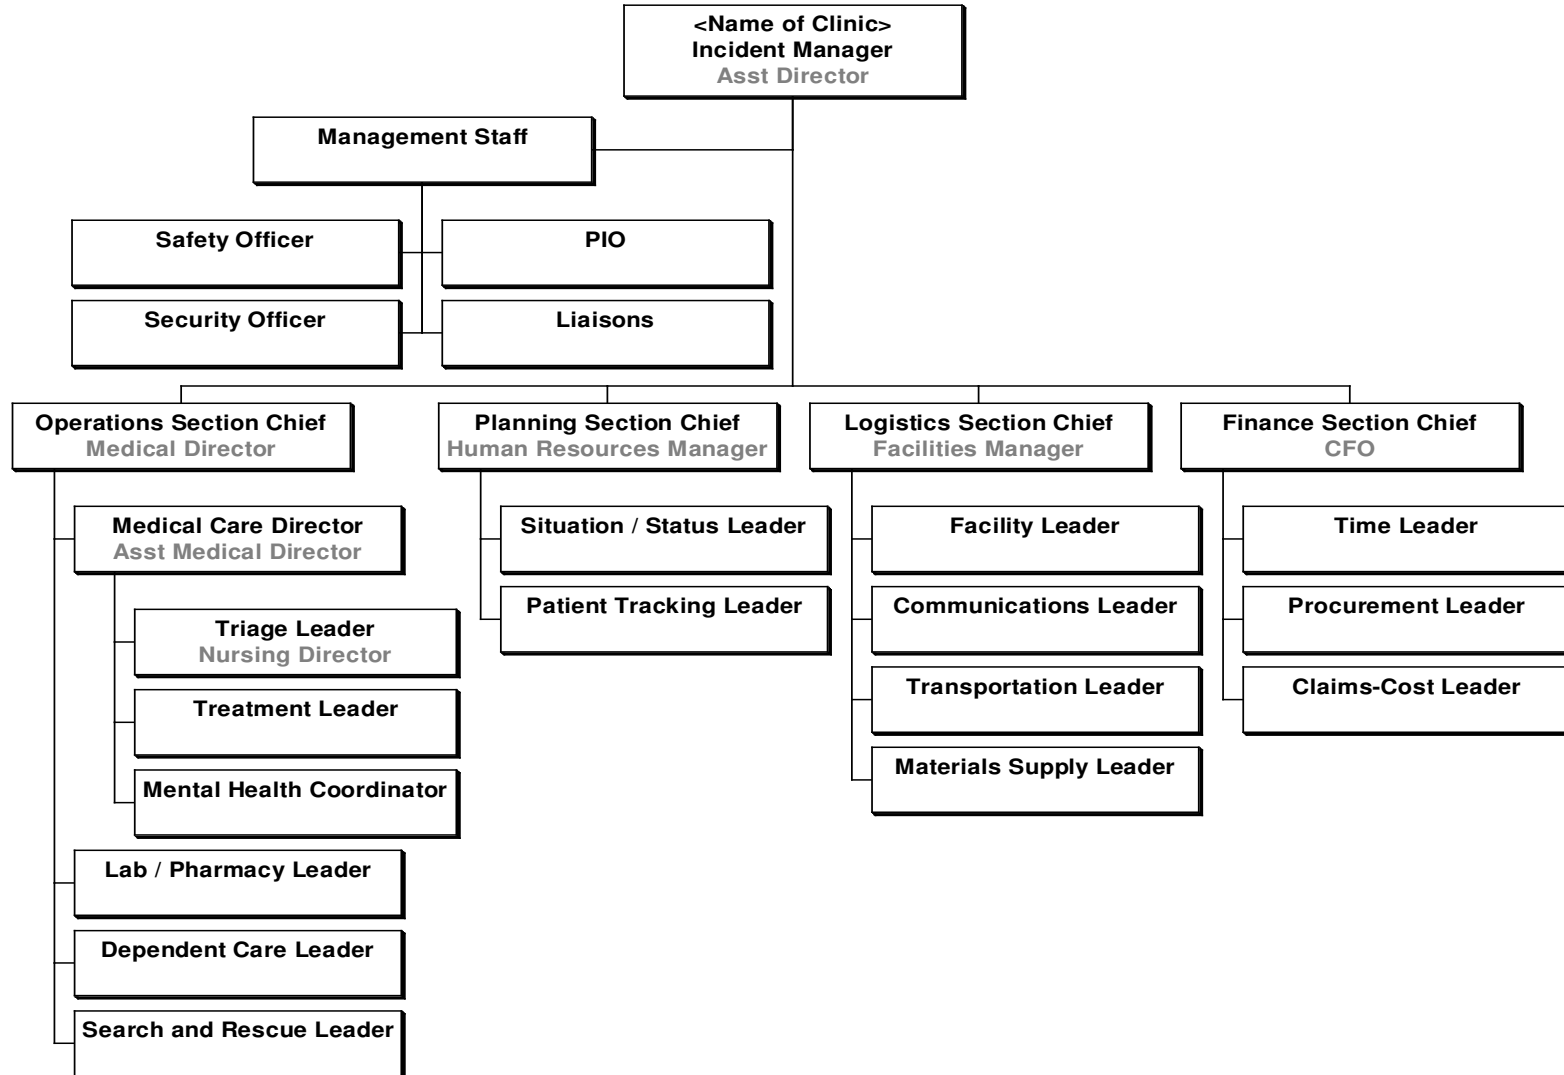 <Name of Clinic>
Incident Manager
Asst Director
Management Staff
Safety Officer
PIO
Security Officer
Liaisons
Operations Section Chief
Medical Director
Planning Section Chief
Human Resources Manager
Logistics Section Chief
Facilities Manager
Finance Section Chief
CFO
Medical Care Director
Asst Medical Director
Triage Leader
Nursing Director
Treatment Leader
Mental Health Coordinator
Lab / Pharmacy Leader
Dependent Care Leader
Search and Rescue Leader
Situation / Status Leader
Patient Tracking Leader
Facility Leader
Communications Leader
Transportation Leader
Materials Supply Leader
Time Leader
Procurement Leader
Claims-Cost Leader